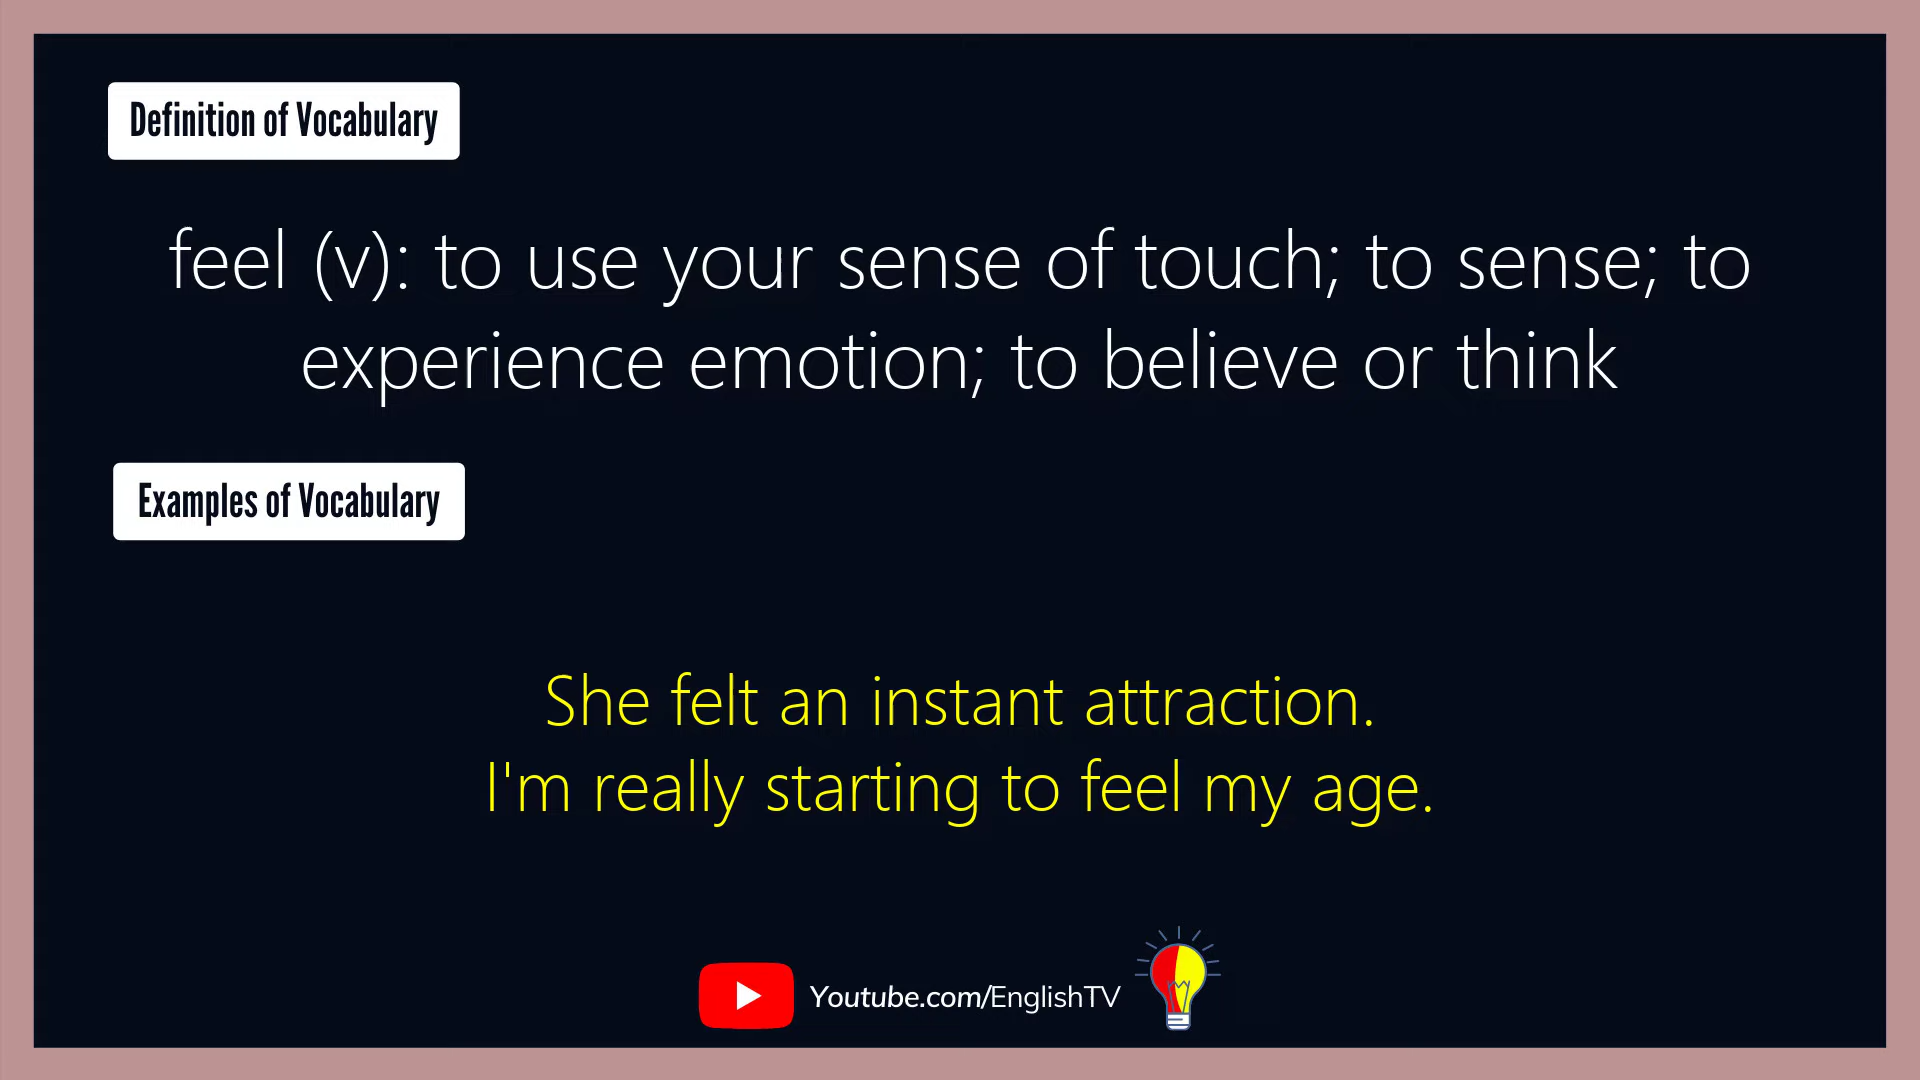 Definition of Vocabulary
feel (v): to use your sense of touch; to sense; to
experience emotion; to believe or think
Examples of Vocabulary
She felt an instant attraction.
I'm really starting to feel my age.
Youtube.com/EnglishTV